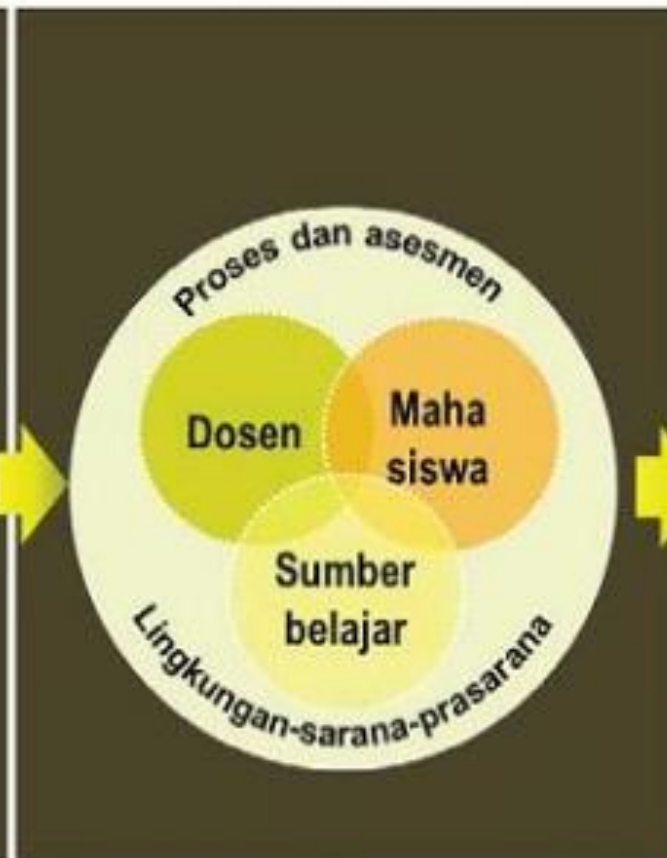 Proses dan asesmen
Dosen
Maha
siswa
Sumber
belajar
Lingkungan-sarana-prasarana